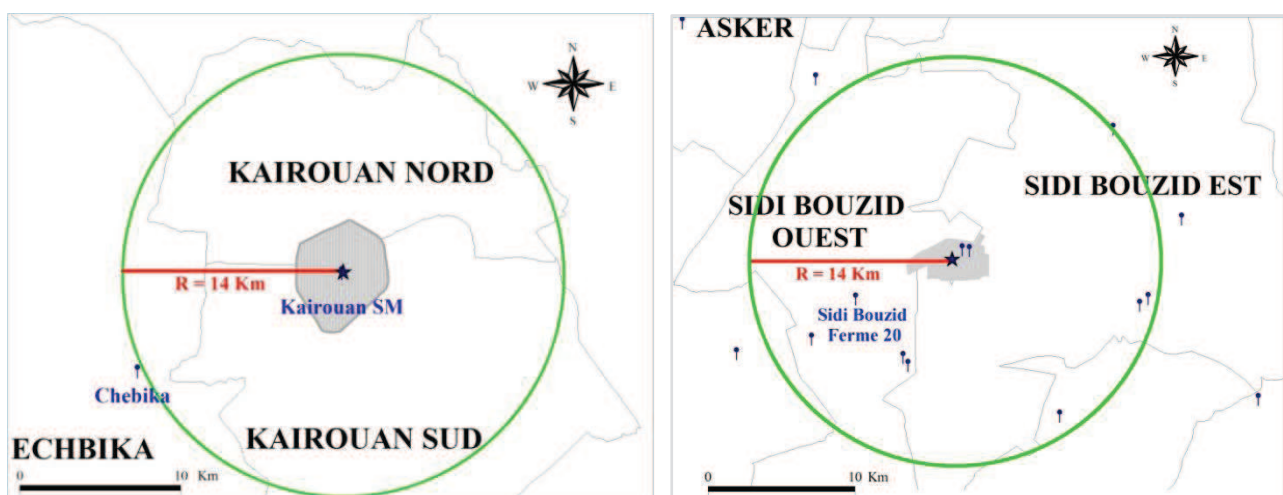 N
W E
S
KAIROUAN NORD
R = 14 Km
Kairouan SM
Chebika
KAIROUAN SUD
ECHBIKA
0 10 Km
ASKER
N
W E
S
SIDI BOUZID EST
SIDI BOUZID
OUEST
R = 14 Km
Sidi Bouzid
Ferme 20
0 10 Km